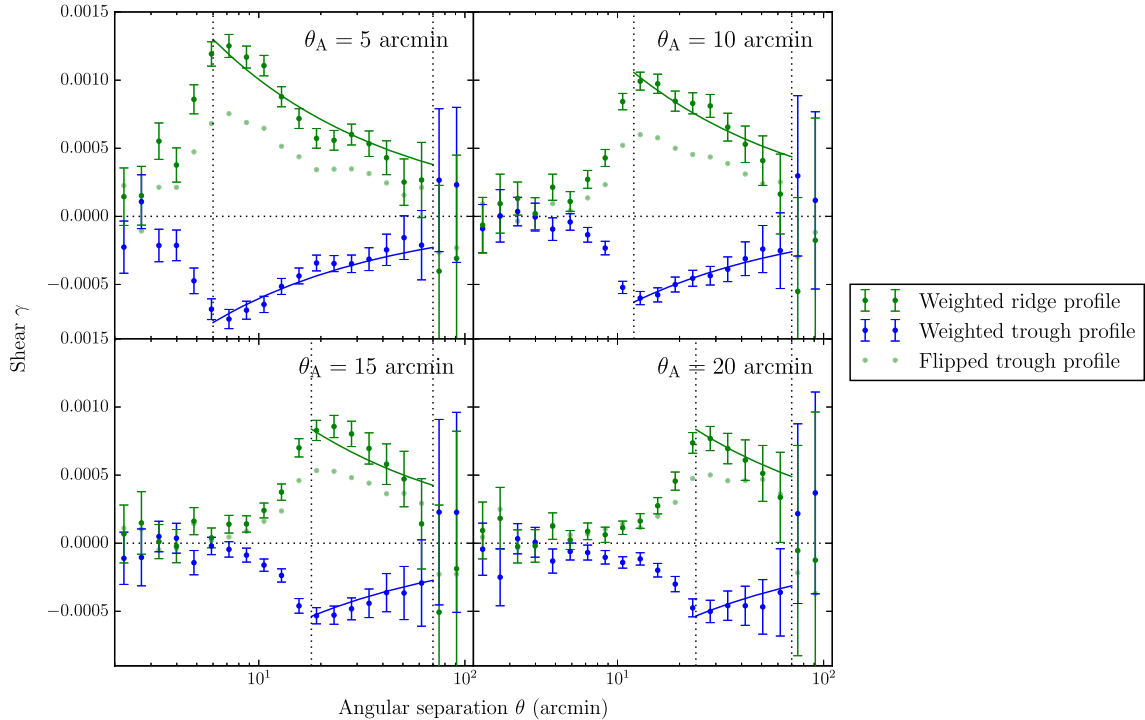 0.0015
θA = 5 arcmin
θA = 10 arcmin
0.0010
0.0005
0.0000
−0.0005
0.0015
θA = 15 arcmin
θA = 20 arcmin
0.0010
0.0005
0.0000
−0.0005
10¹ 10² 10¹ 10²
Shear γ
Angular separation θ (arcmin)
Weighted ridge profile
Weighted trough profile
Flipped trough profile